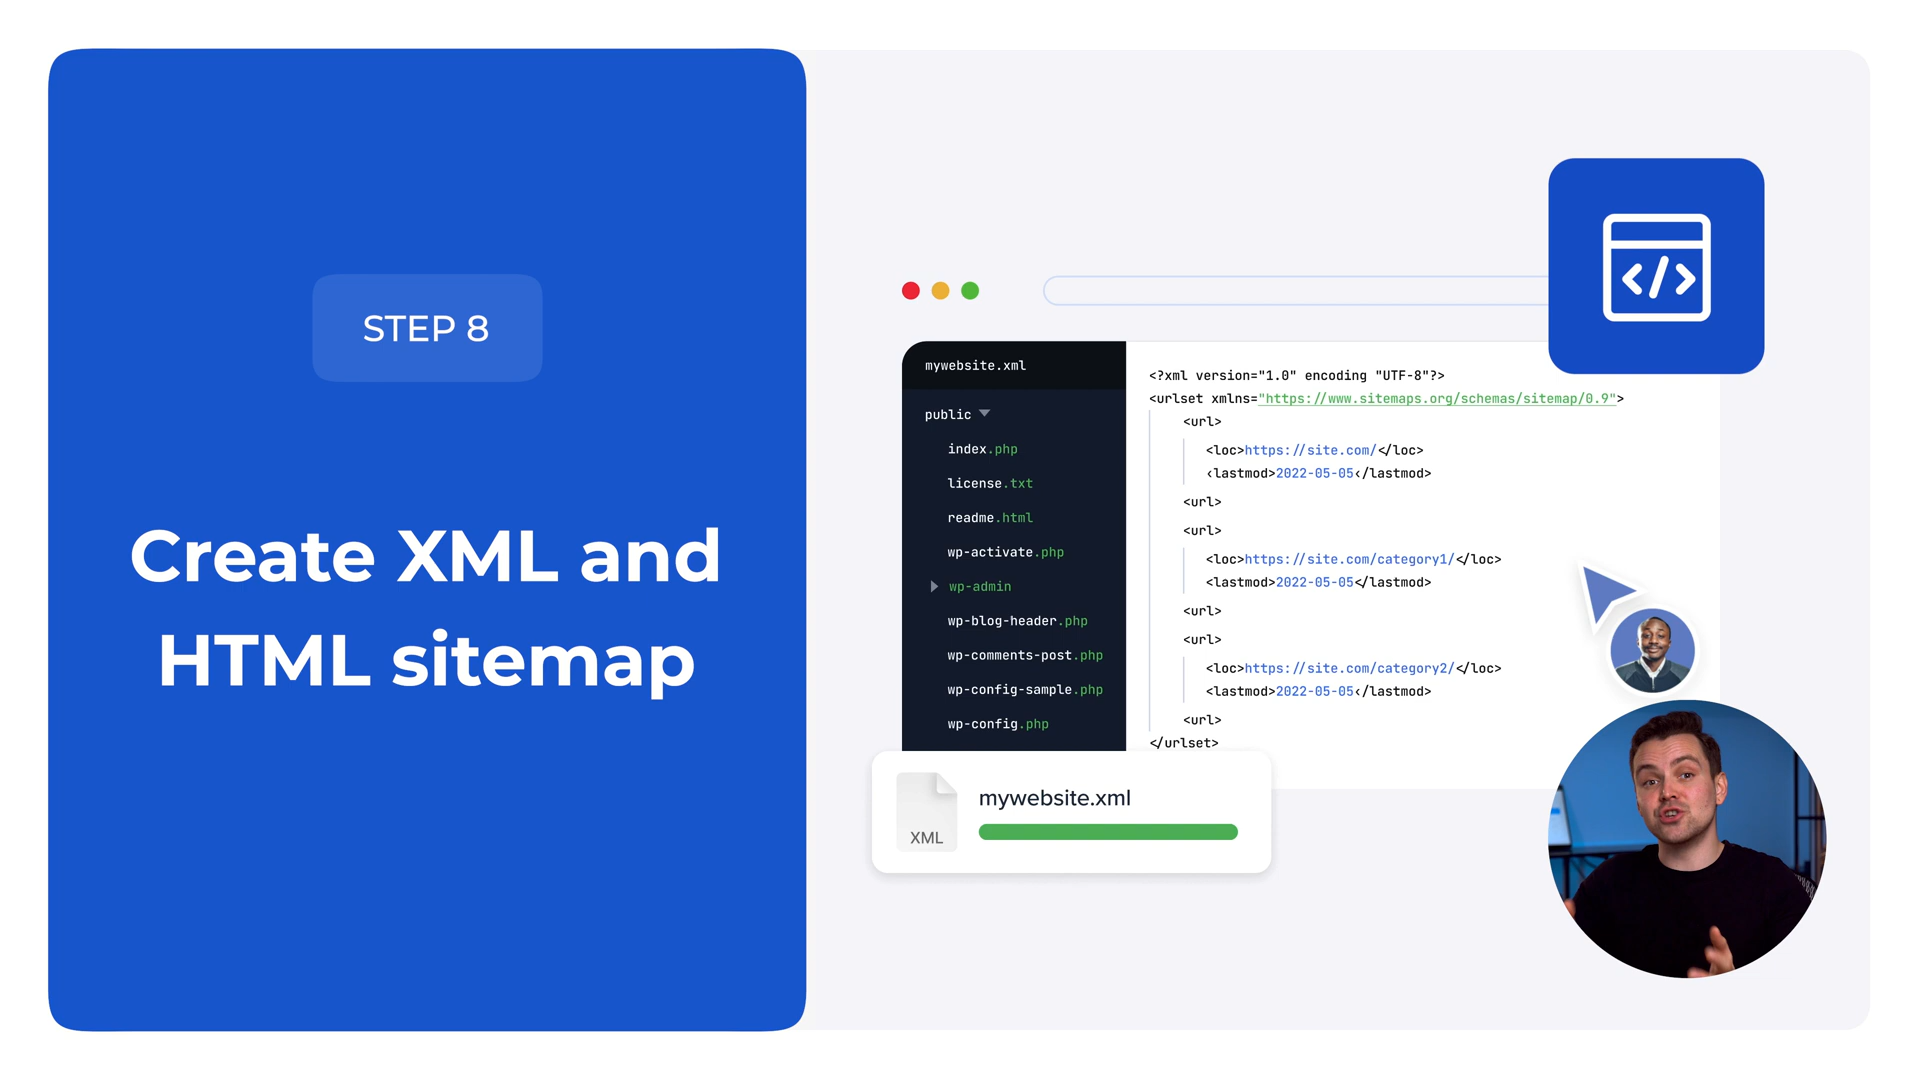 STEP 8
Create XML and
HTML sitemap
mywebsite.xml
public
index.php
license.txt
readme.html
wp-activate.php
wp-admin
wp-blog-header.php
wp-comments-post.php
wp-config-sample.php
wp-config.php
<?xml version="1.0" encoding "UTF-8"?>
<urlset xmlns="https://www.sitemaps.org/schemas/sitemap/0.9">
<url>
<loc>https://site.com/</loc>
<lastmod>2022-05-05</lastmod>
<url>
<url>
<loc>https://site.com/category1/</loc>
<lastmod>2022-05-05</lastmod>
<url>
<url>
<loc>https://site.com/category2/</loc>
<lastmod>2022-05-05</lastmod>
<url>
</urlset>
XML
mywebsite.xml